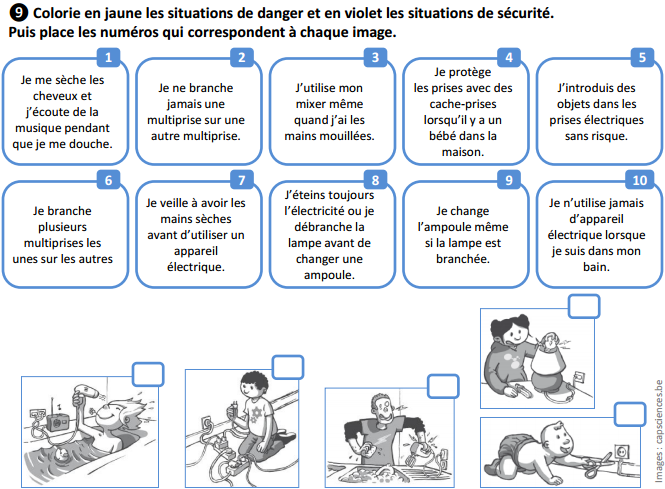 9 Colorie en jaune les situations de danger et en violet les situations de sécurité.
Puis place les numéros qui correspondent à chaque image.
1
Je me sèche les
cheveux et
j'écoute de la
musique pendant
que je me douche.
2
Je ne branche
jamais une
multiprise sur une
autre multiprise.
3
J'utilise mon
mixer même
quand j'ai les
mains mouillées.
4
Je protège
les prises avec des
cache-prises
lorsqu'il y a un
bébé dans la
maison.
5
J'introduis des
objets dans les
prises électriques
sans risque.
6
Je branche
plusieurs
multiprises les
unes sur les autres
7
Je veille à avoir les
mains sèches
avant d'utiliser un
appareil
électrique.
8
J'éteins toujours
l'électricité ou je
débranche la
lampe avant de
changer une
ampoule.
9
Je change
l'ampoule même
si la lampe est
branchée.
10
Je n'utilise jamais
d'appareil
électrique lorsque
je suis dans mon
bain.
Images : capsciences.be